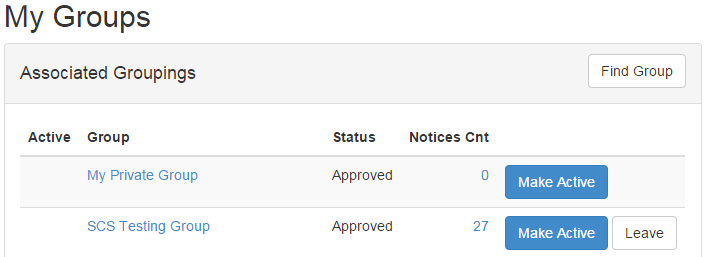 My Groups
Associated Groupings Find Group
Active Group Status Notices Cnt
My Private Group Approved 0 Make Active
SCS Testing Group Approved 27 Make Active Leave